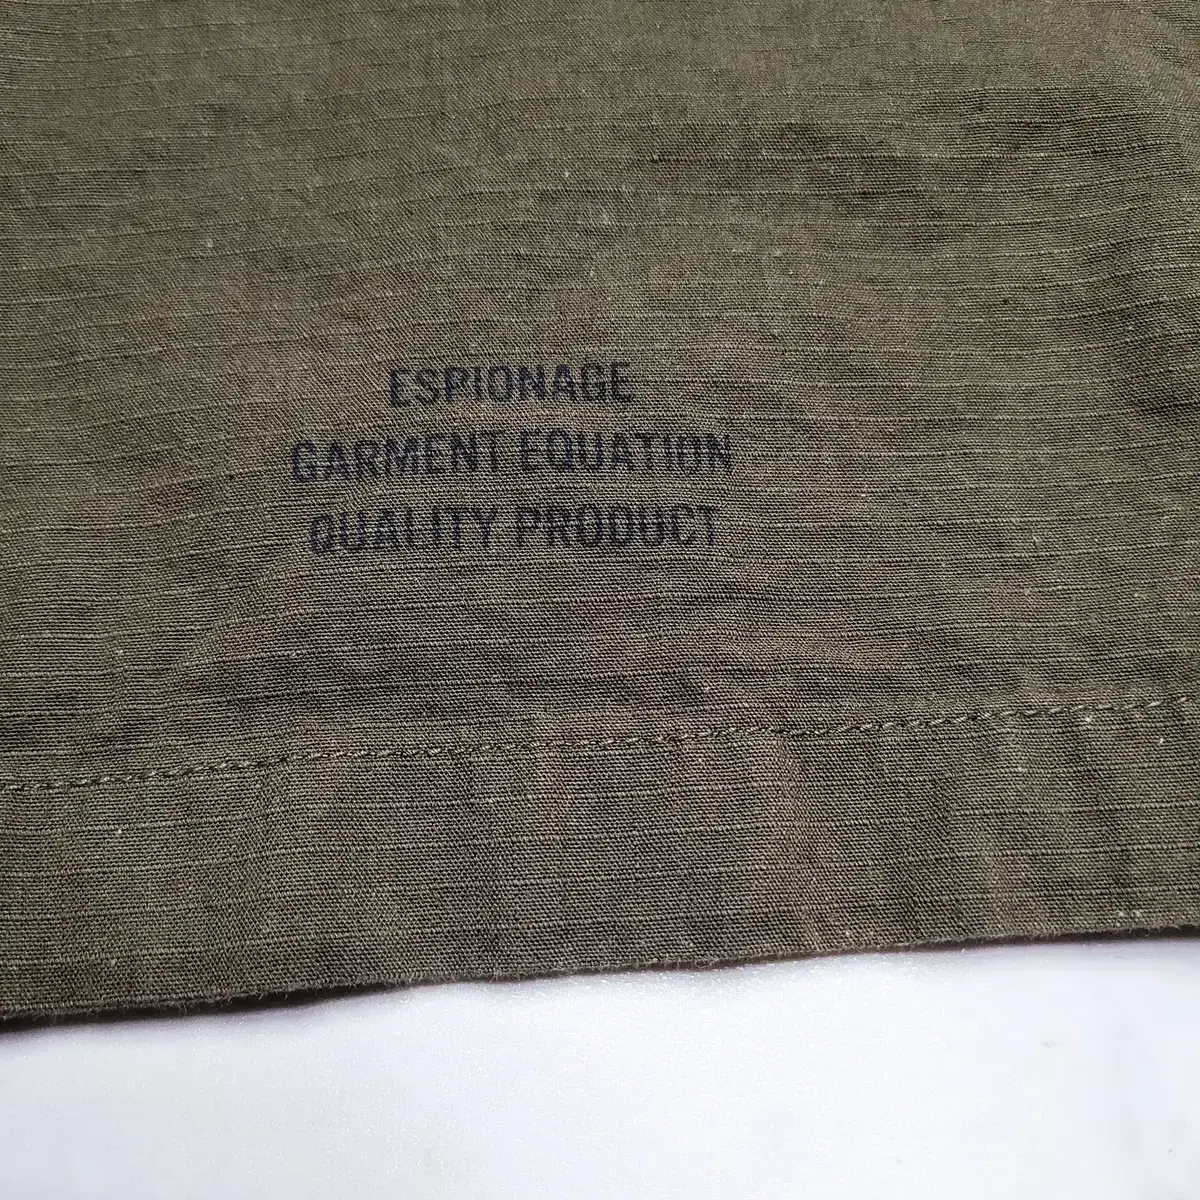 ESPIONAGE
GARMENT EQUATION
QUALITY PRODUCT